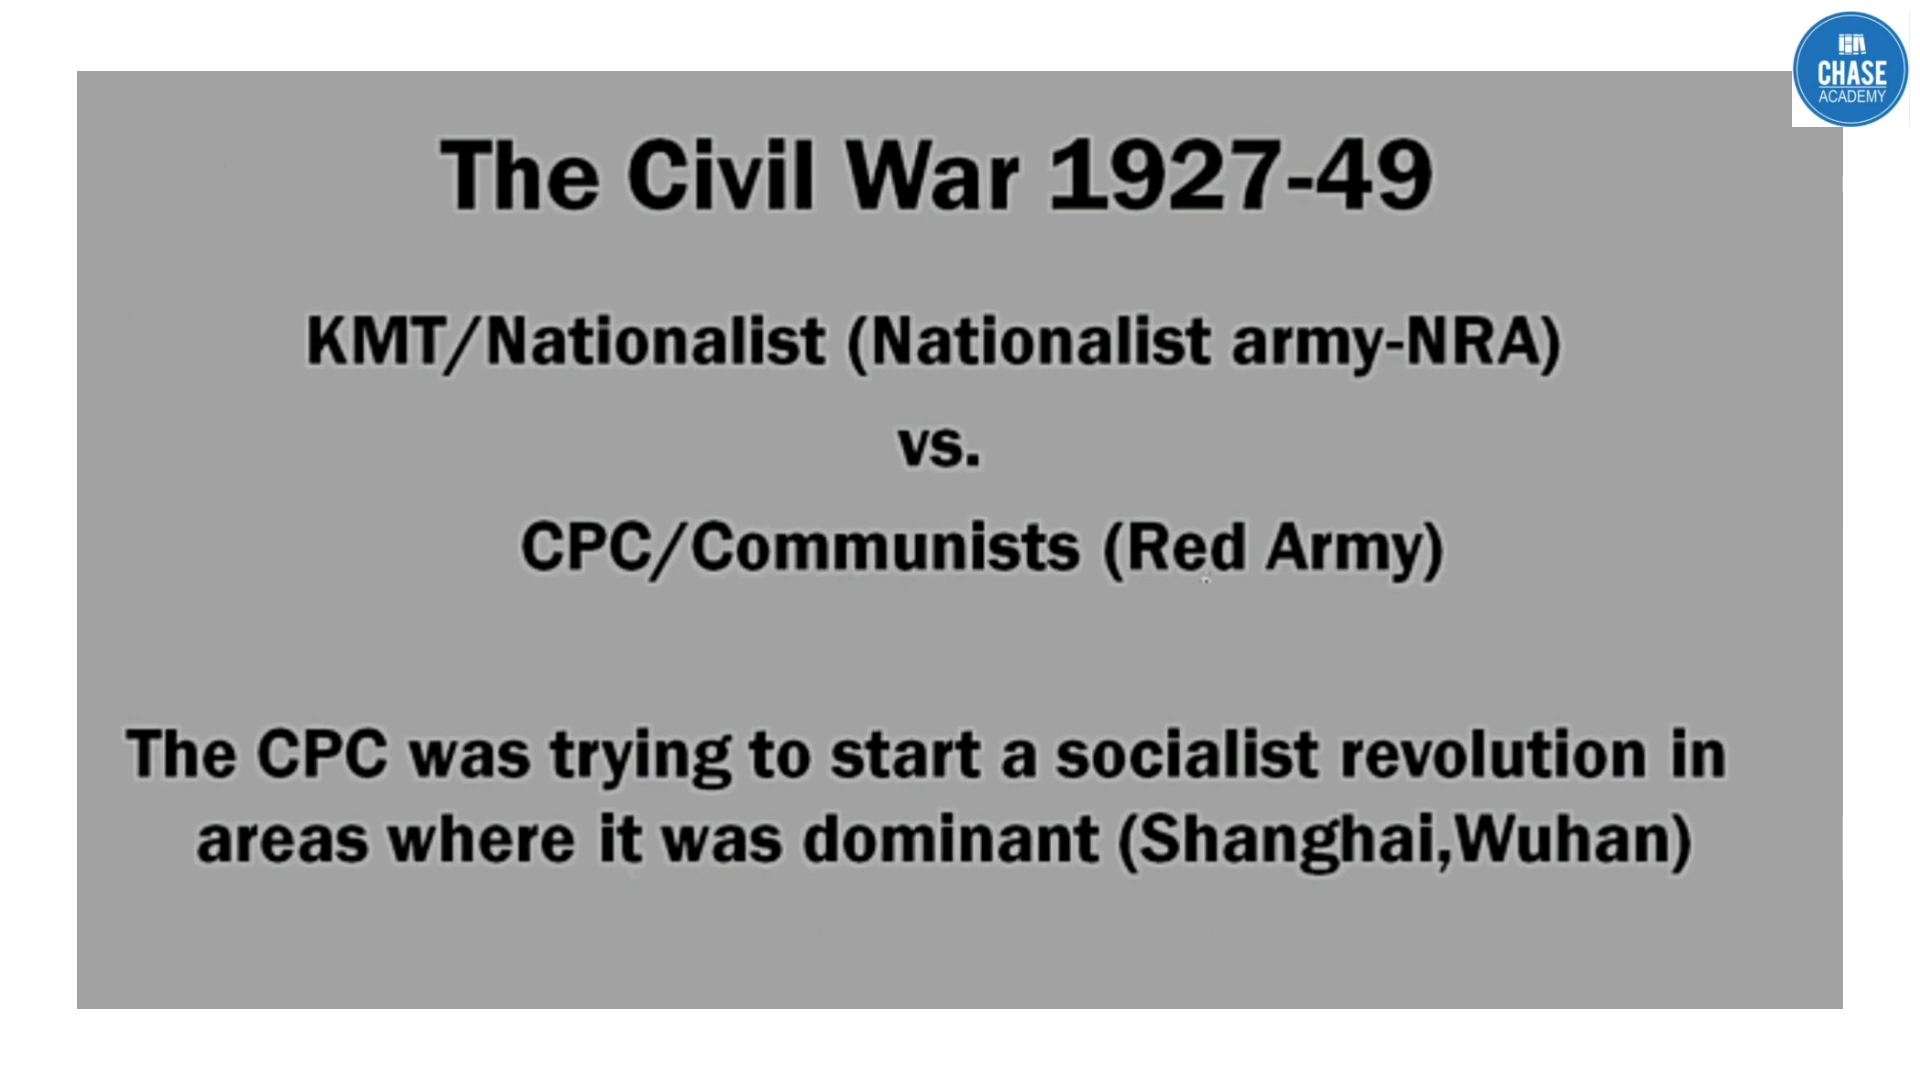 CHASE
ACADEMY
The Civil War 1927-49
KMT/Nationalist (Nationalist army-NRA)
vs.
CPC/Communists (Red Army)
The CPC was trying to start a socialist revolution in
areas where it was dominant (Shanghai,Wuhan)